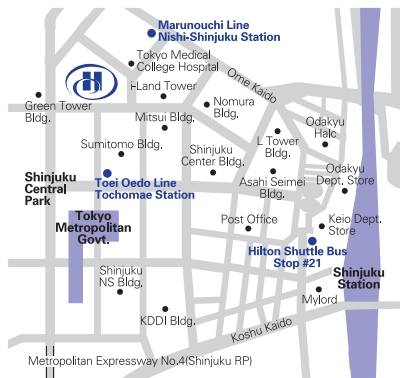 Marunouchi Line
Nishi-Shinjuku Station
Tokyo Medical
College Hospital
Ome Kaido
H
i-Land Tower
Green Tower
Bldg.
Nomura
Bldg.
Mitsui Bldg.
Odakyu
Halc
Sumitomo Bldg.
Shinjuku
Center Bldg.
L Tower
Bldg.
Shinjuku
Central
Park
Toei Oedo Line
Tochomae Station
Asahi Seimei
Bldg.
Odakyu
Dept. Store
Tokyo
Metropolitan
Govt.
Post Office
Keio Dept.
Store
Hilton Shuttle Bus
Stop #21
Shinjuku
NS Bldg.
Shinjuku
Station
Mylord
KDDI Bldg.
Koshu Kaido
Metropolitan Expressway No.4(Shinjuku RP)